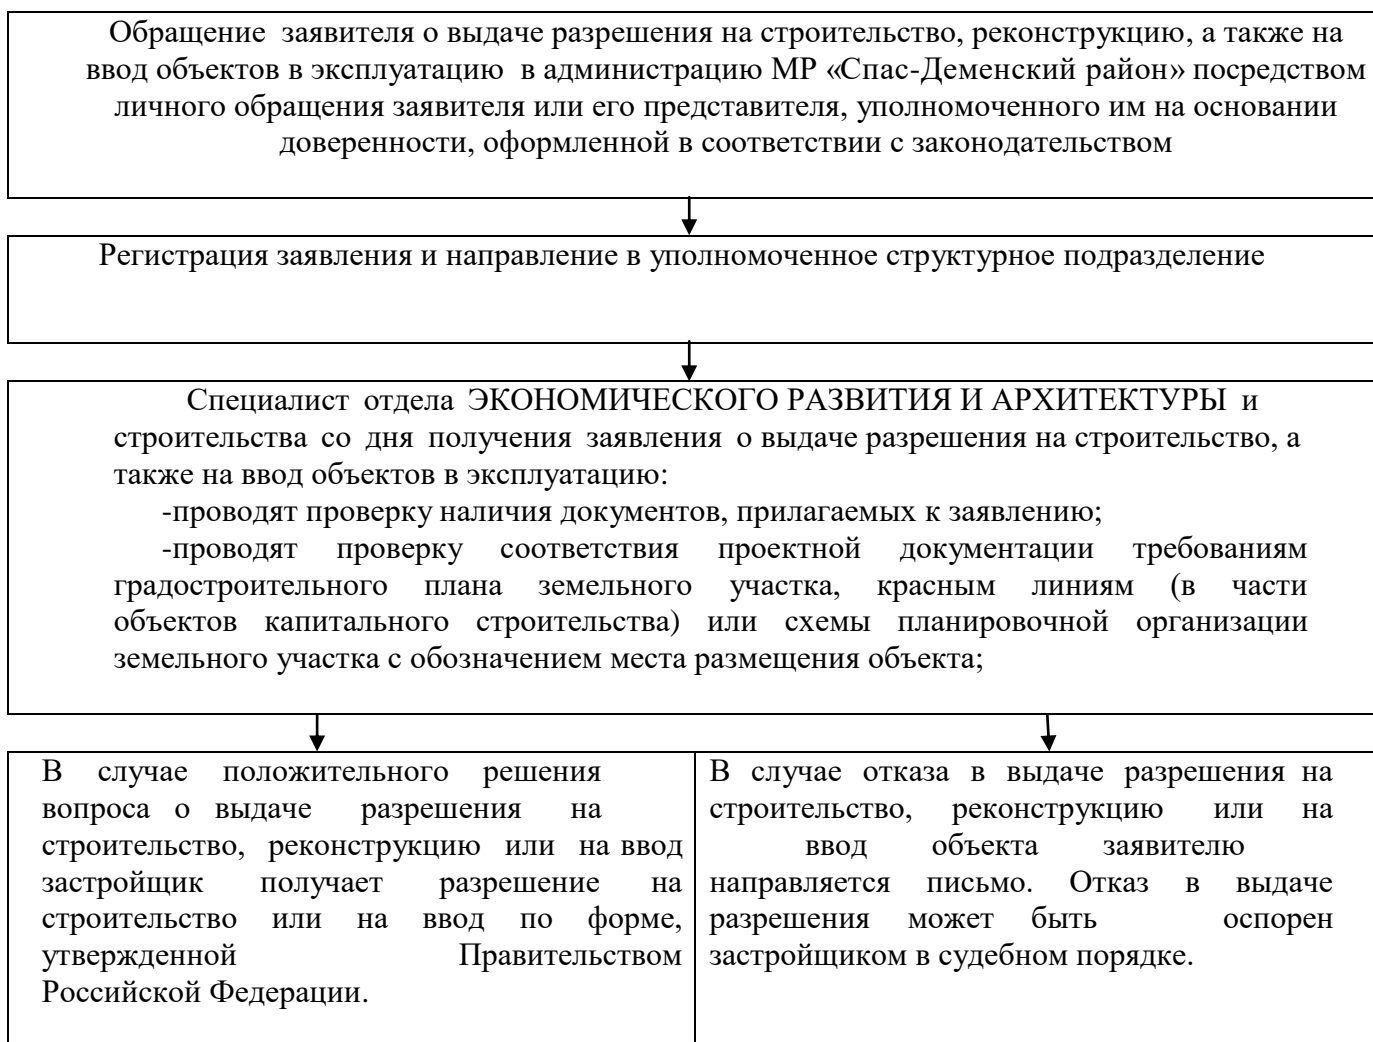 Обращение заявителя о выдаче разрешения на строительство, реконструкцию, а также на
ввод объектов в эксплуатацию в администрацию МР «Спас-Деменский район» посредством
личного обращения заявителя или его представителя, уполномоченного им на основании
доверенности, оформленной в соответствии с законодательством
Регистрация заявления и направление в уполномоченное структурное подразделение
Специалист отдела ЭКОНОМИЧЕСКОГО РАЗВИТИЯ И АРХИТЕКТУРЫ и
строительства со дня получения заявления о выдаче разрешения на строительство, а
также на ввод объектов в эксплуатацию:
-проводят проверку наличия документов, прилагаемых к заявлению;
-проводят проверку соответствия проектной документации требованиям
градостроительного плана земельного участка, красным линиям (в части
объектов капитального строительства) или схемы планировочной организации
земельного участка с обозначением места размещения объекта;
В случае положительного решения
вопроса о выдаче разрешения на
строительство, реконструкцию или на ввод
застройщик получает разрешение на
строительство или на ввод по форме,
утвержденной Правительством
Российской Федерации.
В случае отказа в выдаче разрешения на
строительство, реконструкцию или на
ввод объекта заявителю
направляется письмо. Отказ в выдаче
разрешения может быть оспорен
застройщиком в судебном порядке.